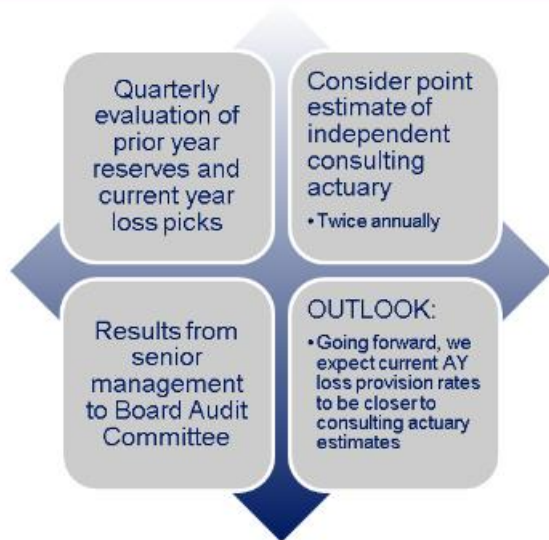 Quarterly
evaluation of
prior year
reserves and
current year
loss picks
Consider point
estimate of
independent
consulting
actuary
• Twice annually
Results from
senior
management
to Board Audit
Committee
OUTLOOK:
• Going forward, we
expect current AY
loss provision rates
to be closer to
consulting actuary
estimates